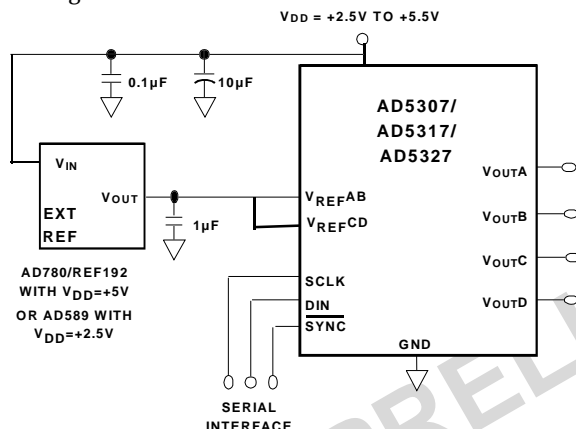 VDD = +2.5V TO +5.5V
0.1µF
10µF
AD5307/
AD5317/
AD5327
VIN
VOUT
EXT
REF
1µF
VREFAB
VREFCD
VOUTA
VOUTB
VOUTC
VOUTD
AD780/REF192
WITH VDD=+5V
OR AD589 WITH
VDD=+2.5V
SCLK
DIN
SYNC
GND
SERIAL
INTERFACE